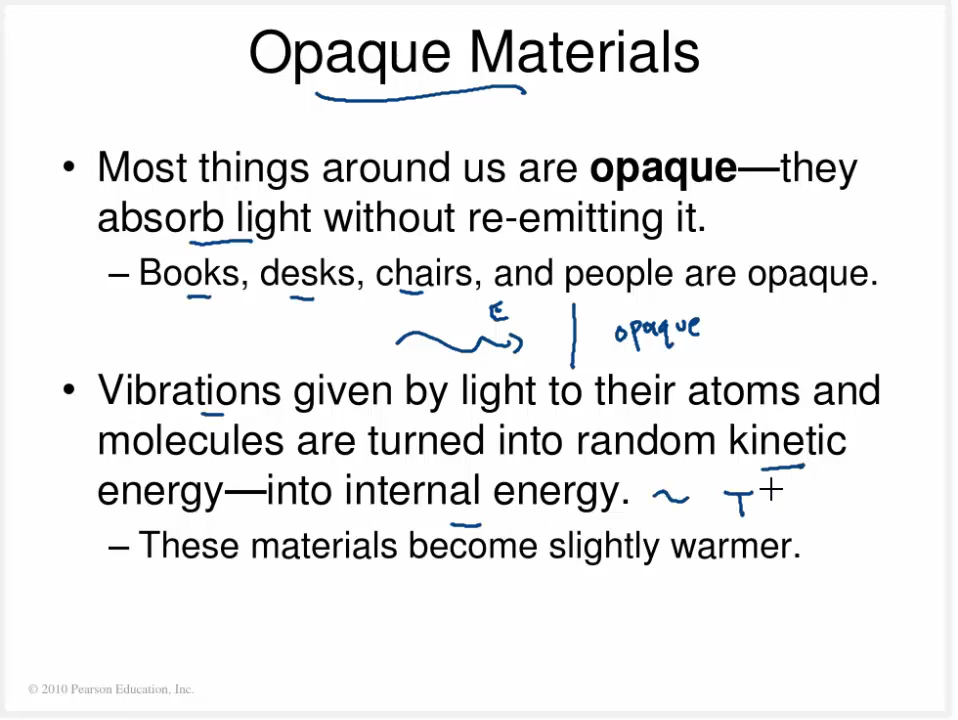 Opaque Materials
• Most things around us are opaque—they
absorb light without re-emitting it.
– Books, desks, chairs, and people are opaque.
E
opaque
• Vibrations given by light to their atoms and
molecules are turned into random kinetic
energy—into internal energy. ~ T
– These materials become slightly warmer.
© 2010 Pearson Education, Inc.